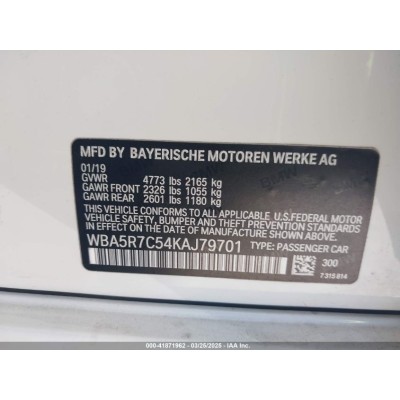 MFD BY BAYERISCHE MOTOREN WERKE AG
01/19
GVWR 4773 lbs 2165 kg
GAWR FRONT 2326 lbs 1055 kg
GAWR REAR 2601 lbs 1180 kg
THIS VEHICLE CONFORMS TO ALL APPLICABLE U.S.FEDERAL MOTOR
VEHICLE SAFETY, BUMPER, AND THEFT PREVENTION STANDARDS IN
EFFECT ON THE DATE OF MANUFACTURE SHOWN ABOVE.
WBA5R7C54KAJ79701 TYPE: PASSENGER CAR
300
7 315 814
000-41871962 - 03/25/2025 - IAA Inc.